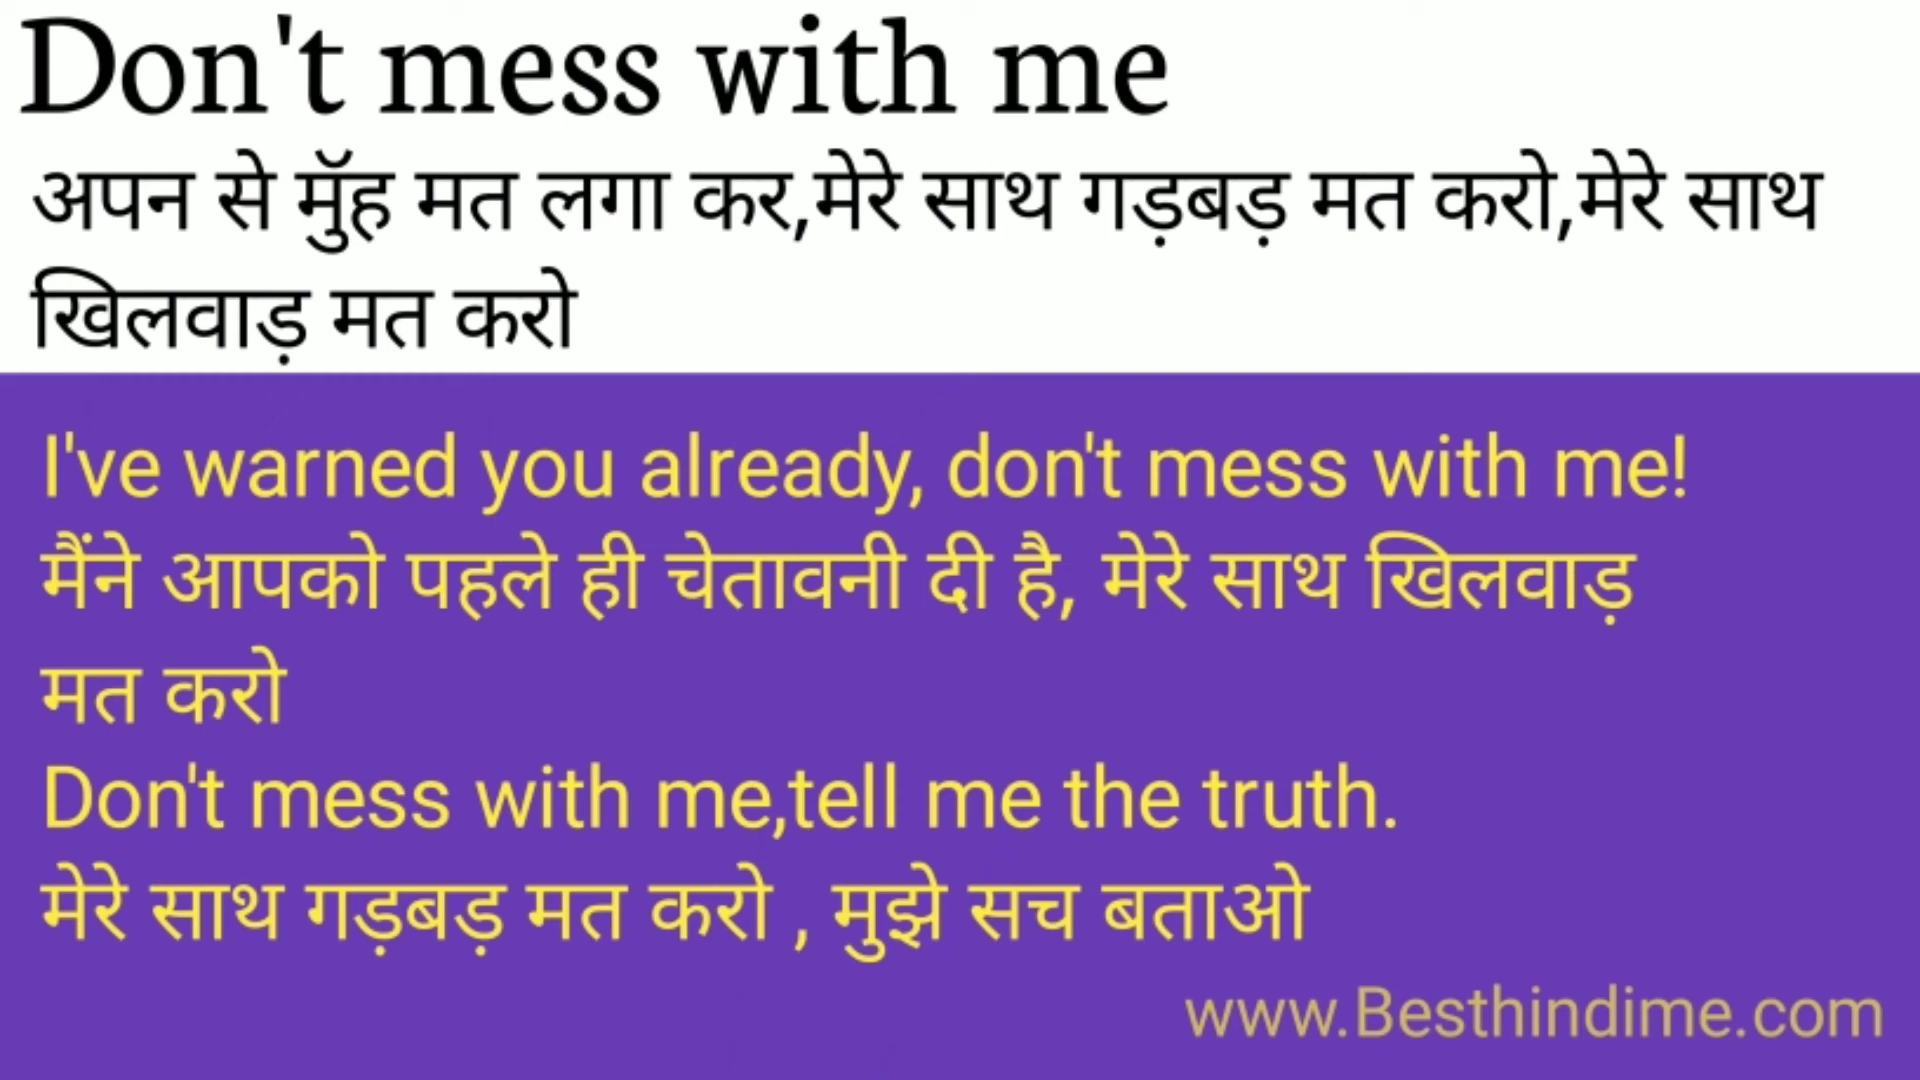 Don't mess with me
अपन से मुॅह मत लगा कर,मेरे साथ गड़बड़ मत करो,मेरे साथ
खिलवाड़ मत करो
I've warned you already, don't mess with me!
मैंने आपको पहले ही चेतावनी दी है, मेरे साथ खिलवाड़
मत करो
Don't mess with me,tell me the truth.
मेरे साथ गड़बड़ मत करो , मुझे सच बताओ
www.Besthindime.com